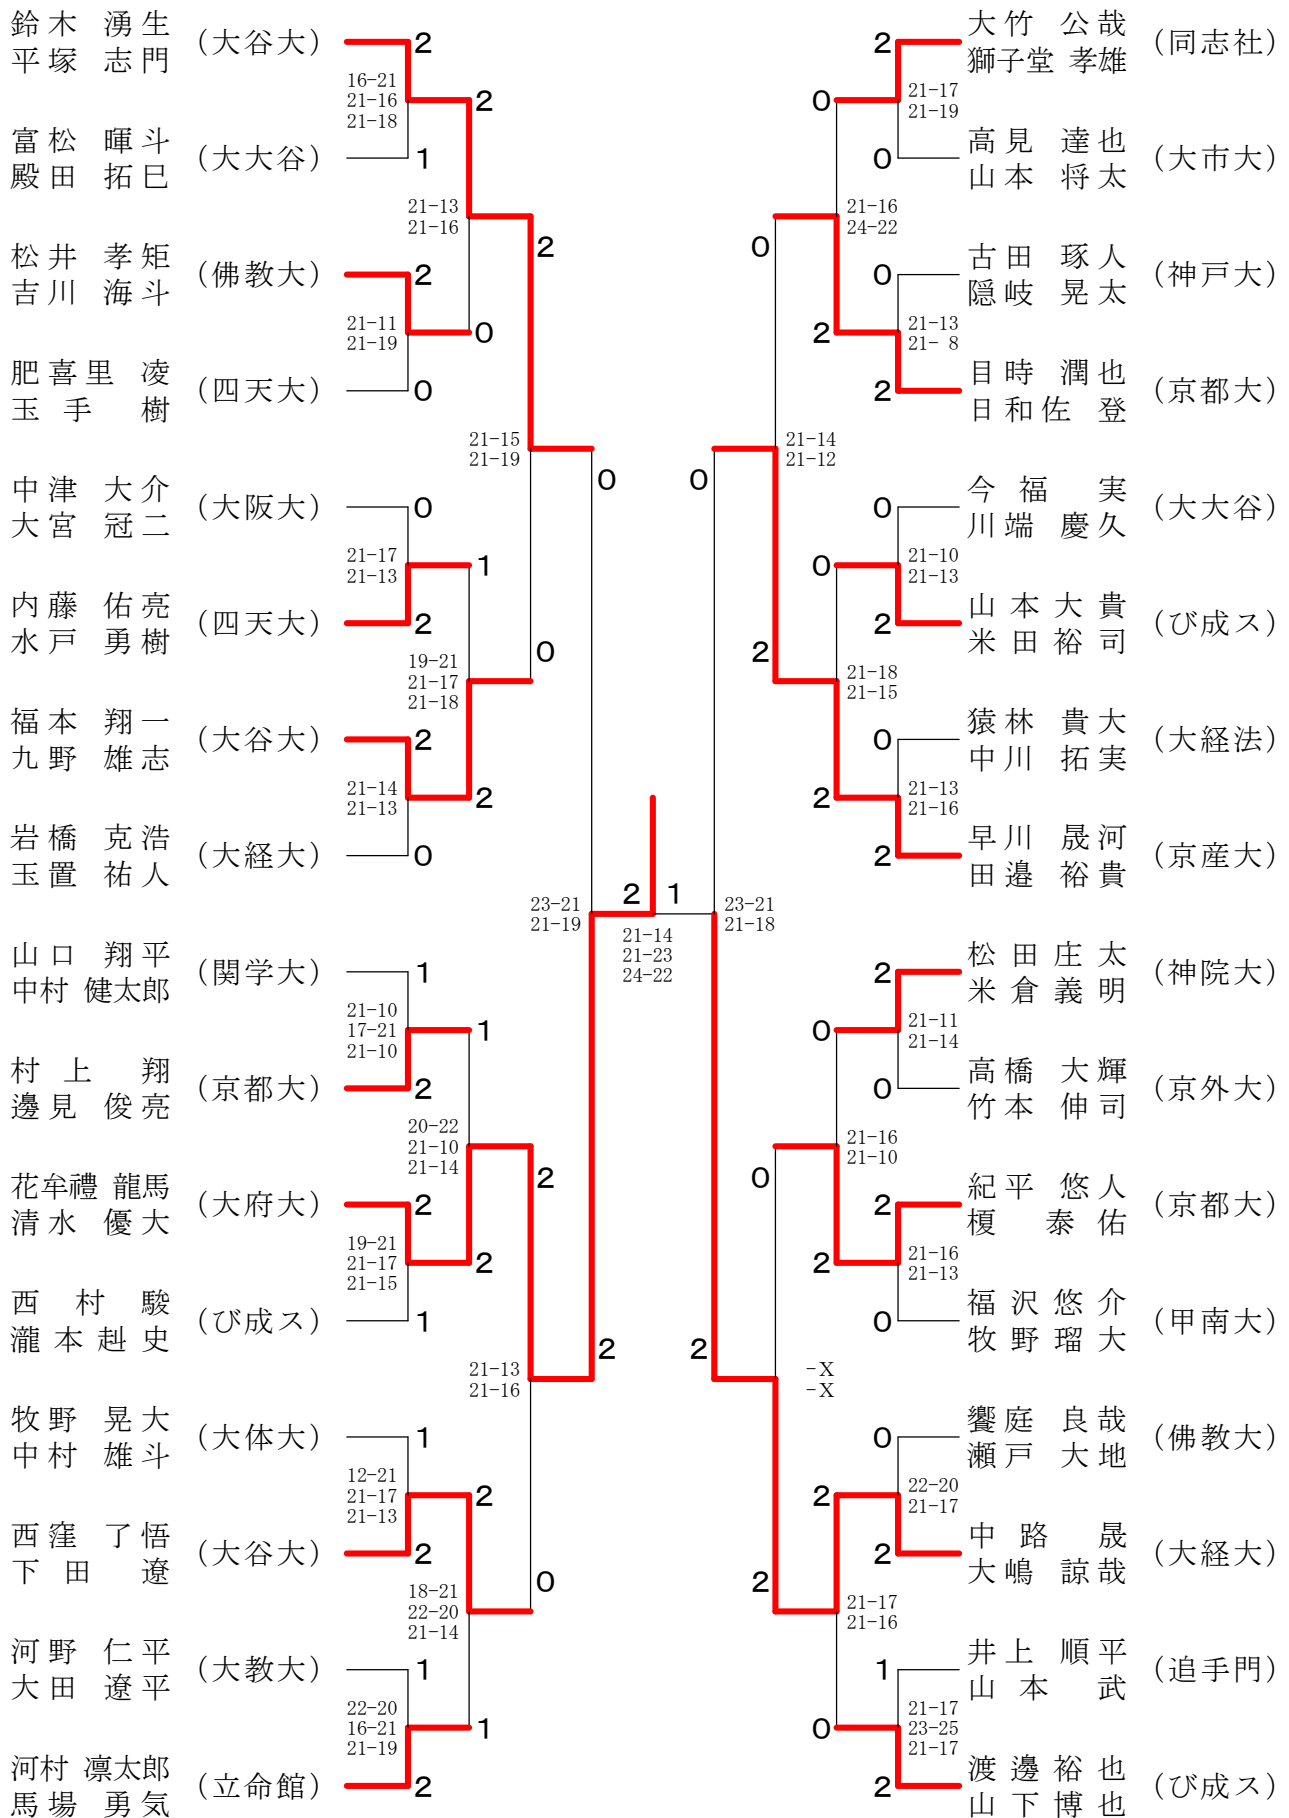 鈴木 湧生
平塚 志門
(大谷大)
2
16-21
21-16
21-18
2
富松 暉斗
殿田 拓巳
(大大谷)
1
21-13
21-16
2
松井 孝矩
吉川 海斗
(佛教大)
2
21-11
21-19
0
肥喜里 凌
玉手 樹
(四天大)
0
21-15
21-19
0
中津 大介
大宮 冠二
(大阪大)
0
21-17
21-13
1
内藤 佑亮
水戸 勇樹
(四天大)
2
19-21
21-17
21-18
0
福本 翔一
九野 雄志
(大谷大)
2
21-14
21-13
2
岩橋 克浩
玉置 祐人
(大経大)
0
23-21
21-19
2
1
21-14
21-23
24-22
山口 翔平
中村 健太郎
(関学大)
1
21-10
17-21
21-10
1
村上 翔
邊見 俊亮
(京都大)
2
20-22
21-10
21-14
2
花牟禮 龍馬
清水 優大
(大府大)
2
19-21
21-17
21-15
2
西村 駿
瀧本 赳史
(び成ス)
1
21-13
21-16
2
牧野 晃大
中村 雄斗
(大体大)
1
12-21
21-17
21-13
2
西窪 了悟
下田 遼
(大谷大)
2
18-21
22-20
21-14
0
河野 仁平
大田 遼平
(大教大)
1
22-20
16-21
21-19
1
河村 凛太郎
馬場 勇気
(立命館)
2
2
大竹 公哉
獅子堂 孝雄
(同志社)
0
21-17
21-19
0
高見 達也
山本 将太
(大市大)
0
21-16
24-22
0
古田 琢人
隠岐 晃太
(神戸大)
2
21-13
21- 8
2
目時 潤也
日和佐 登
(京都大)
0
21-14
21-12
0
今福 実
川端 慶久
(大大谷)
0
21-10
21-13
2
山本大貴
米田裕司
(び成ス)
2
21-18
21-15
0
猿林 貴大
中川 拓実
(大経法)
2
21-13
21-16
2
早川 晟河
田邉 裕貴
(京産大)
23-21
21-18
2
松田庄太
米倉義明
(神院大)
0
21-11
21-14
0
高橋 大輝
竹本 伸司
(京外大)
0
21-16
21-10
2
紀平 悠人
榎 泰佑
(京都大)
2
21-16
21-13
0
福沢悠介
牧野瑠大
(甲南大)
2
-X
-X
0
饗庭 良哉
瀬戸 大地
(佛教大)
2
22-20
21-17
2
中路 晟
大嶋 諒哉
(大経大)
2
21-17
21-16
1
井上 順平
山本 武
(追手門)
0
21-17
23-25
21-17
2
渡邊裕也
山下博也
(び成ス)